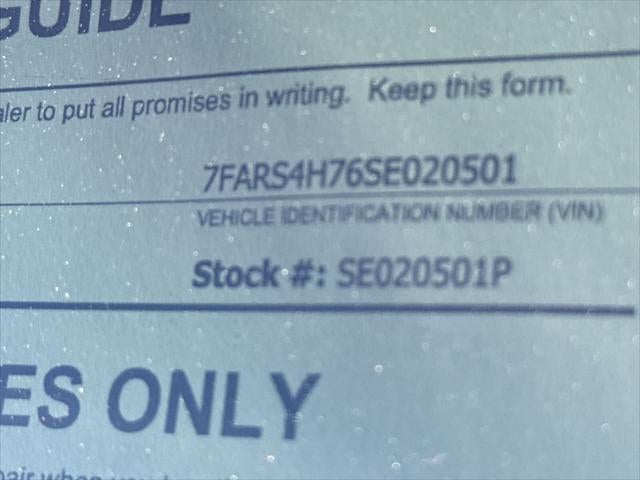 GUIDE
aler to put all promises in writing. Keep this form.
7FARS4H76SE020501
VEHICLE IDENTIFICATION NUMBER (VIN)
Stock #: SE020501P
ES ONLY